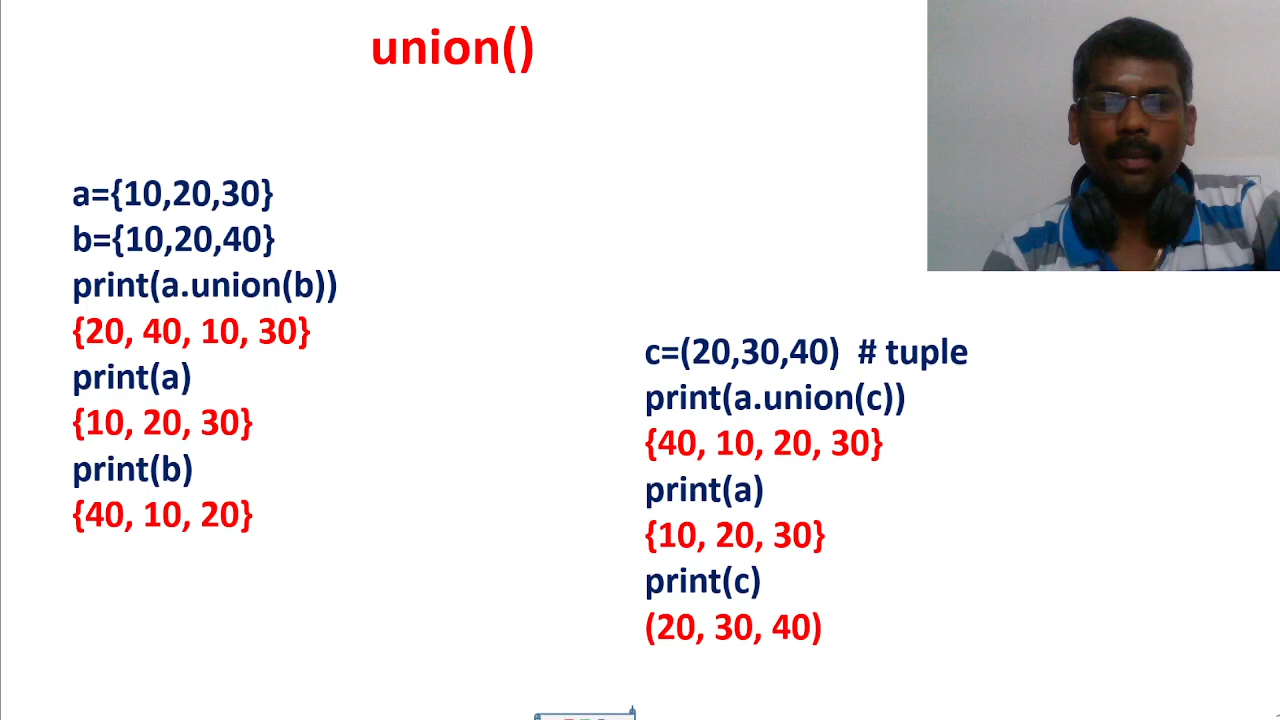 union()
a={10,20,30}
b={10,20,40}
print(a.union(b))
{20, 40, 10, 30}
print(a)
{10, 20, 30}
print(b)
{40, 10, 20}
c=(20,30,40)  # tuple
print(a.union(c))
{40, 10, 20, 30}
print(a)
{10, 20, 30}
print(c)
(20, 30, 40)